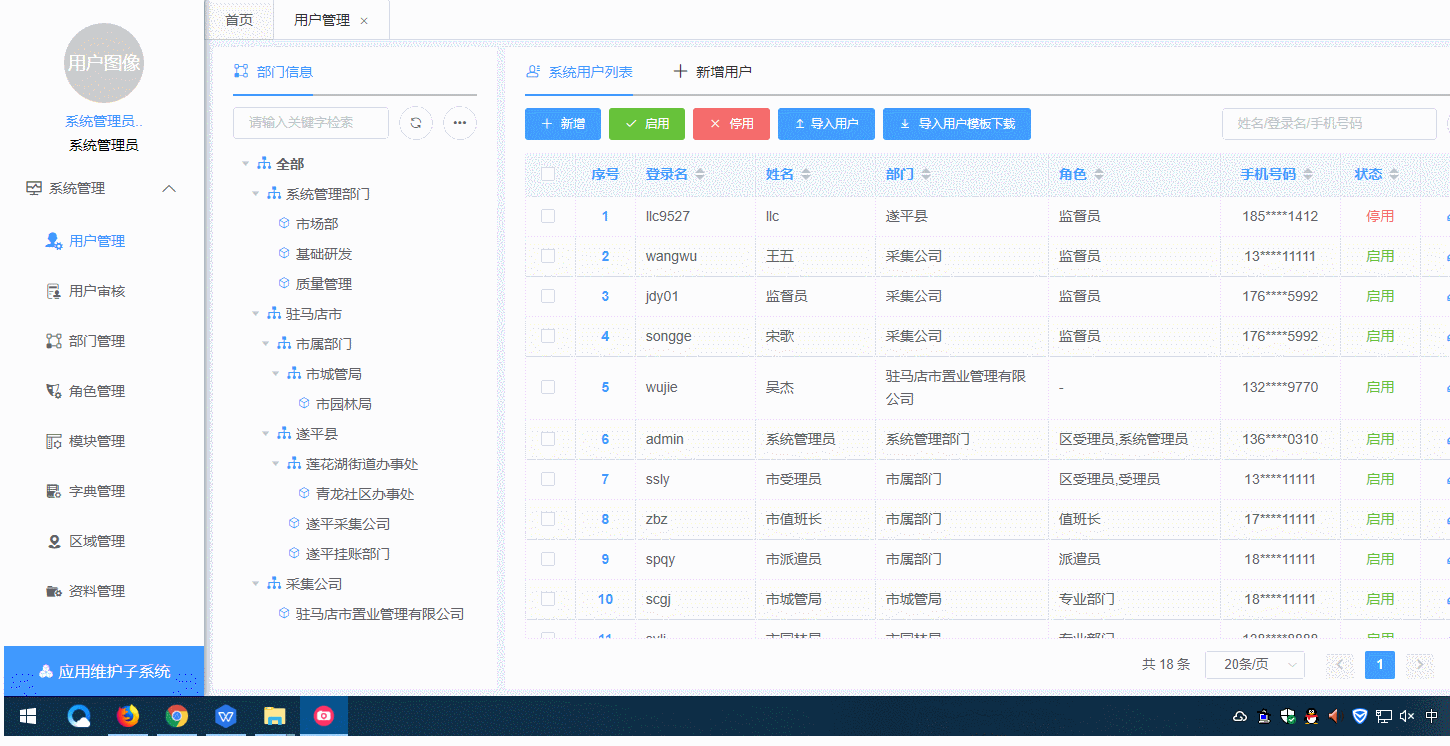 首页
用户管理 ×
用户图像
系统管理员..
系统管理员
系统管理
用户管理
用户审核
部门管理
角色管理
模块管理
字典管理
区域管理
资料管理
应用维护子系统
部门信息
请输入关键字检索
全部
系统管理部门
市场部
基础研发
质量管理
驻马店市
市属部门
市城管局
市园林局
遂平县
莲花湖街道办事处
青龙社区办事处
遂平采集公司
遂平挂账部门
采集公司
驻马店市置业管理有限公司
系统用户列表 新增用户
新增 启用 停用 导入用户 导入用户模板下载 姓名/登录名/手机号码
序号 登录名 姓名 部门 角色 手机号码 状态
1 llc9527 llc 遂平县 监督员 185****1412 停用
2 wangwu 王五 采集公司 监督员 13****11111 启用
3 jdy01 监督员 采集公司 监督员 176****5992 启用
4 songge 宋歌 采集公司 监督员 176****5992 启用
5 wujie 吴杰 驻马店市置业管理有限公司 - 132****9770 启用
6 admin 系统管理员 系统管理部门 区受理员,系统管理员 136****0310 启用
7 ssly 市受理员 市属部门 区受理员,受理员 13****11111 启用
8 zbz 市值班长 市属部门 值班长 17****11111 启用
9 spqy 市派遣员 市属部门 派遣员 18****11111 启用
10 scgj 市城管局 市城管局 专业部门 18****11111 启用
共 18 条 20条/页 1
中